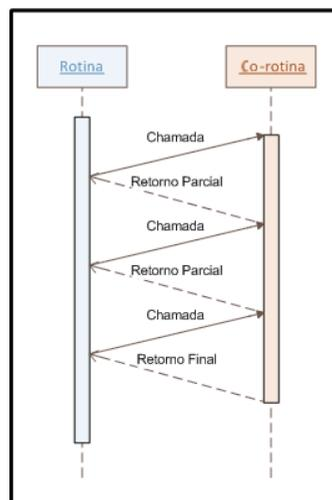 Rotina
Co-rotina
Chamada
Retorno Parcial
Chamada
Retorno Parcial
Chamada
Retorno Final